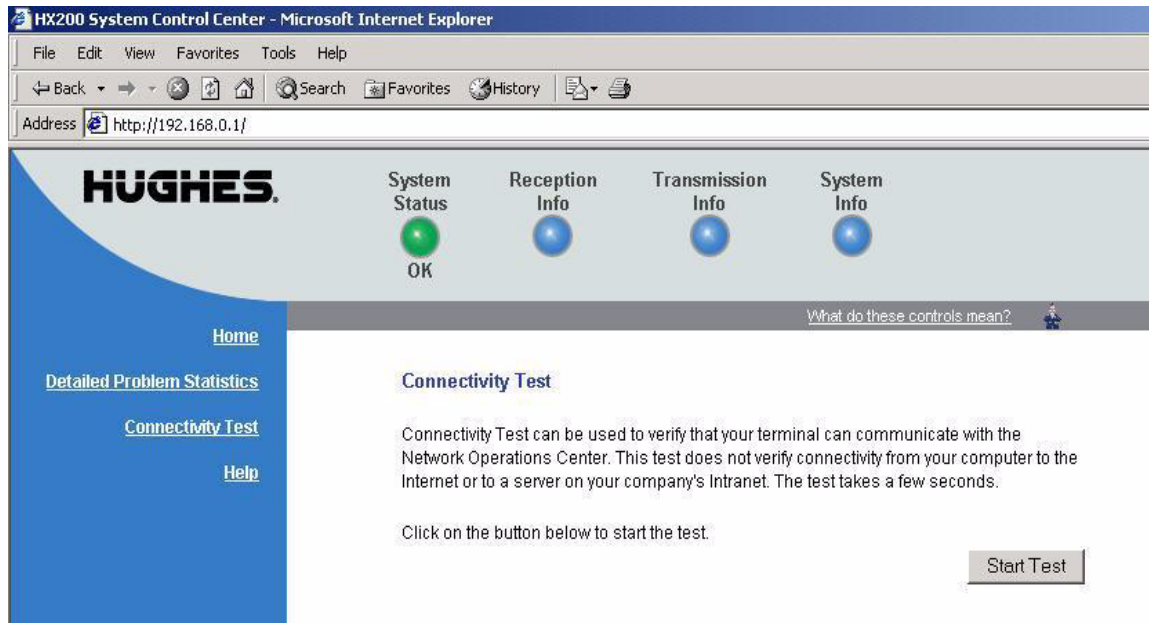 HX200 System Control Center - Microsoft Internet Explorer
File Edit View Favorites Tools Help
Back Search Favorites History
Address http://192.168.0.1/
HUGHES.
System Status
OK
Reception Info
Transmission Info
System Info
What do these controls mean?
Home
Detailed Problem Statistics
Connectivity Test
Help
Connectivity Test
Connectivity Test can be used to verify that your terminal can communicate with the
Network Operations Center. This test does not verify connectivity from your computer to the
Internet or to a server on your company's Intranet. The test takes a few seconds.
Click on the button below to start the test.
Start Test